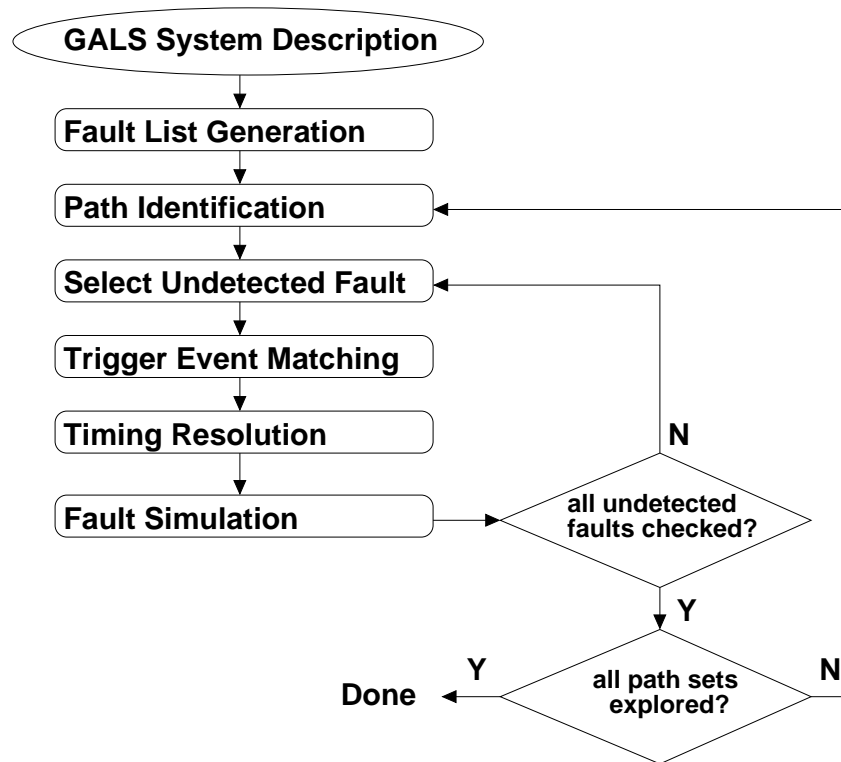 GALS System Description
Fault List Generation
Path Identification
Select Undetected Fault
Trigger Event Matching
Timing Resolution
Fault Simulation
N
all undetected
faults checked?
Y
Y
N
all path sets
explored?
Done